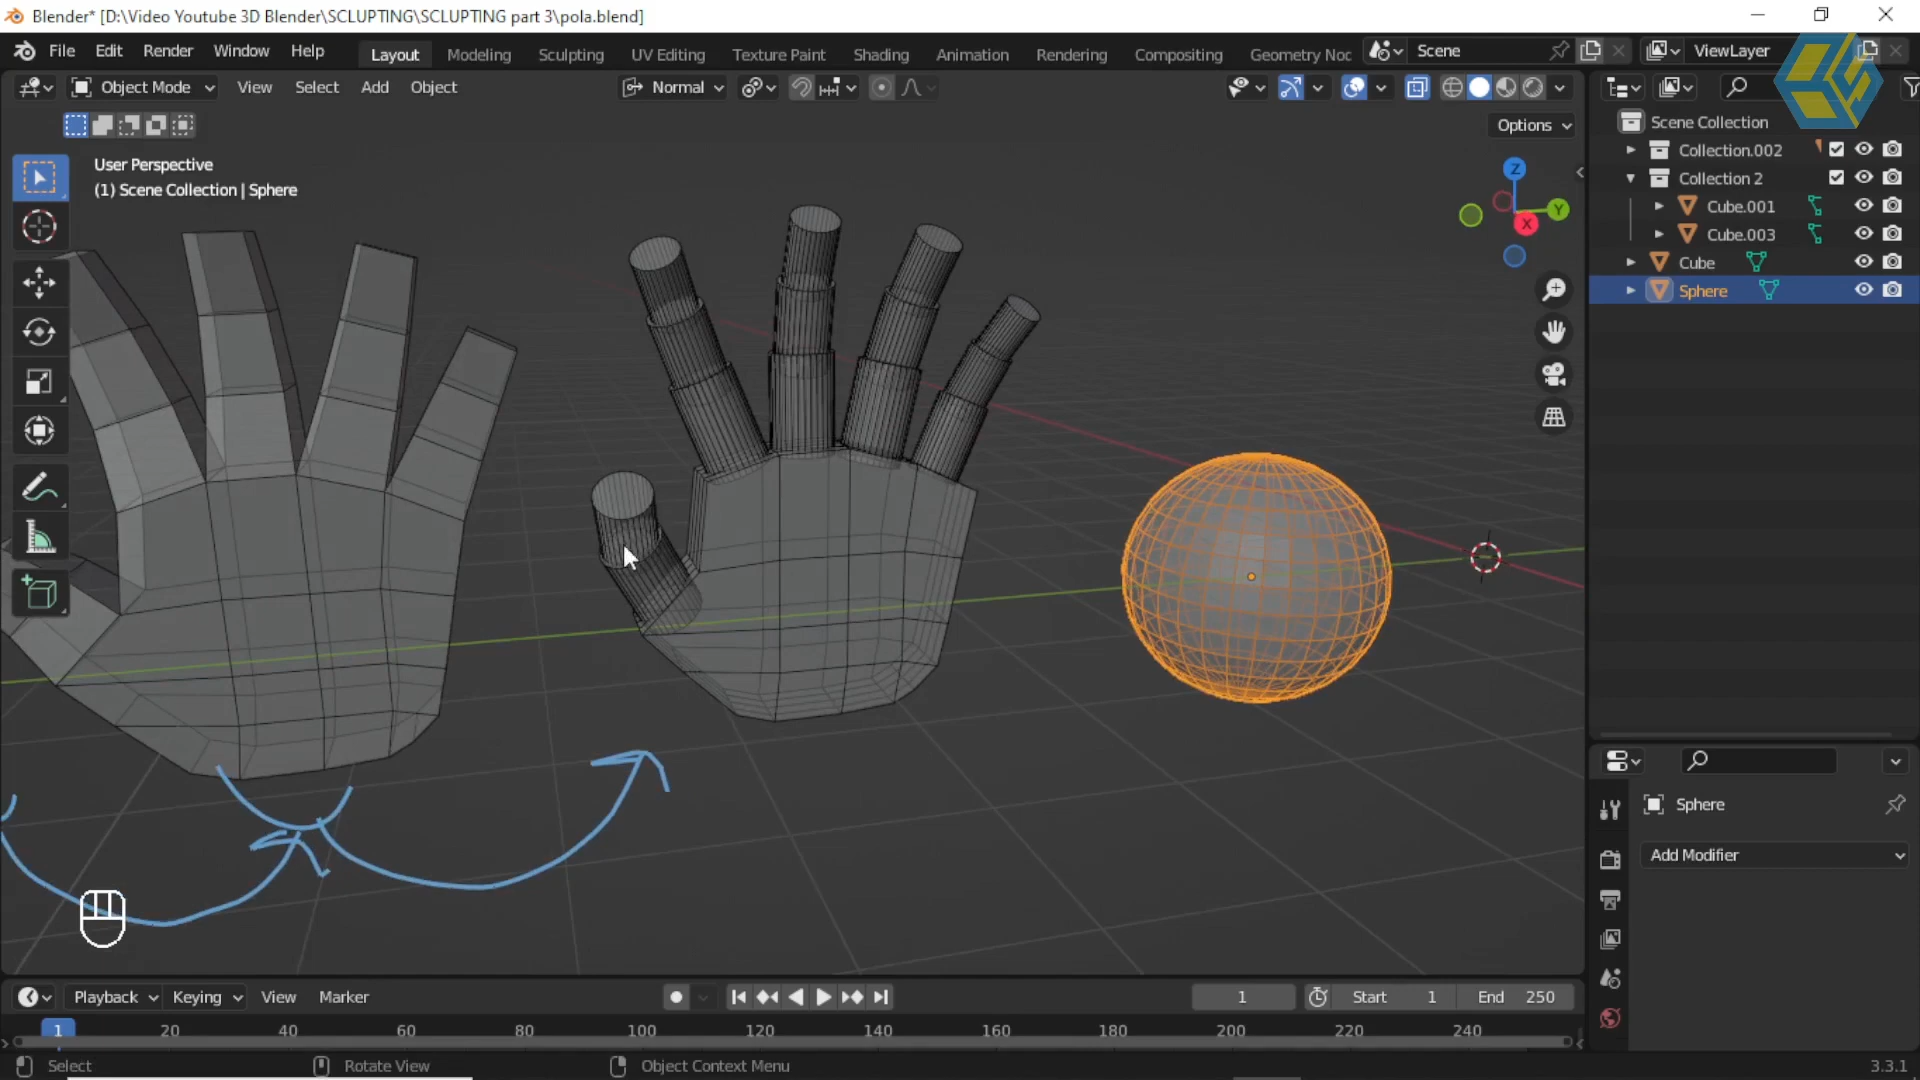 Blender* [D:\Video Youtube 3D Blender\SCLUPTING\SCLUPTING part 3\pola.blend]
File Edit Render Window Help Layout Modeling Sculpting UV Editing Texture Paint Shading Animation Rendering Compositing Geometry Noc Scene ViewLayer
Object Mode View Select Add Object Normal
Options
User Perspective
(1) Scene Collection | Sphere
Z
Y
X
Scene Collection
Collection.002
Collection 2
Cube.001
Cube.003
Cube
Sphere
Sphere
Add Modifier
Playback Keying View Marker 1 Start 1 End 250
1 20 40 60 80 100 120 140 160 180 200 220 240
Select Rotate View Object Context Menu 3.3.1